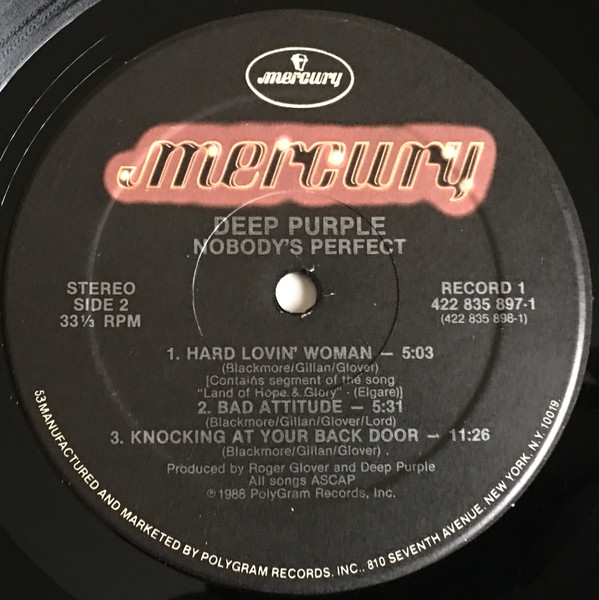 mercury
mercury
DEEP PURPLE
NOBODY'S PERFECT
STEREO
SIDE 2
33⅓ RPM
RECORD 1
422 835 897-1
(422 835 898-1)
1. HARD LOVIN' WOMAN – 5:03
(Blackmore/Gillan/Glover)
[Contains segment of the song
"Land of Hope & Glory" - (Elgare)]
2. BAD ATTITUDE – 5:31
(Blackmore/Gillan/Glover/Lord)
3. KNOCKING AT YOUR BACK DOOR – 11:26
(Blackmore/Gillan/Glover)
Produced by Roger Glover and Deep Purple
All songs ASCAP
℗ 1988 PolyGram Records, Inc.
53 MANUFACTURED AND MARKETED BY POLYGRAM RECORDS, INC., 810 SEVENTH AVENUE, NEW YORK, N.Y. 10019.